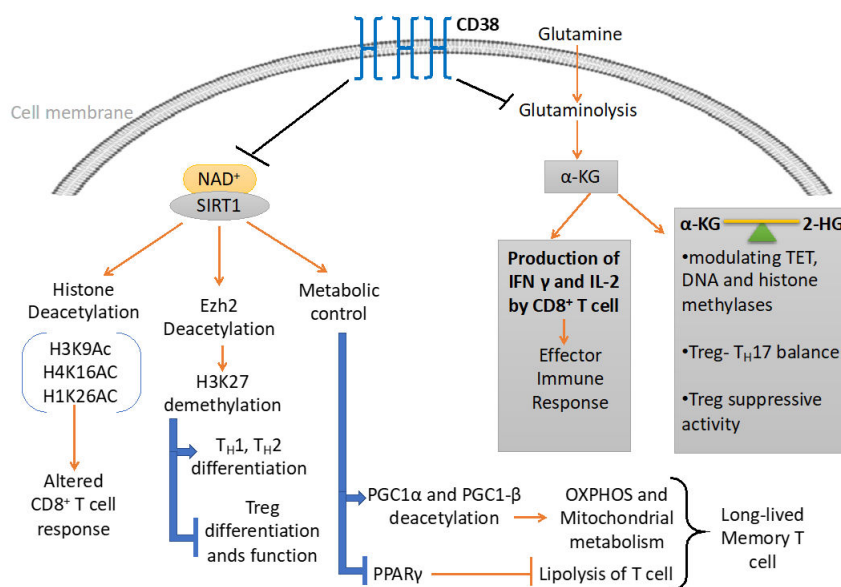 CD38
Glutamine
Cell membrane
Glutaminolysis
NAD⁺
SIRT1
α-KG
α-KG 2-HG
•modulating TET,
DNA and histone
methylases
•Treg- TH17 balance
•Treg suppressive
activity
Production of
IFN γ and IL-2
by CD8⁺ T cell
Effector
Immune
Response
Histone
Deacetylation
H3K9Ac
H4K16AC
H1K26AC
Altered
CD8⁺ T cell
response
Ezh2
Deacetylation
H3K27
demethylation
TH1, TH2
differentiation
Treg
differentiation
ands function
Metabolic
control
PGC1α and PGC1-β
deacetylation
OXPHOS and
Mitochondrial
metabolism
PPARγ
Lipolysis of T cell
Long-lived
Memory T
cell